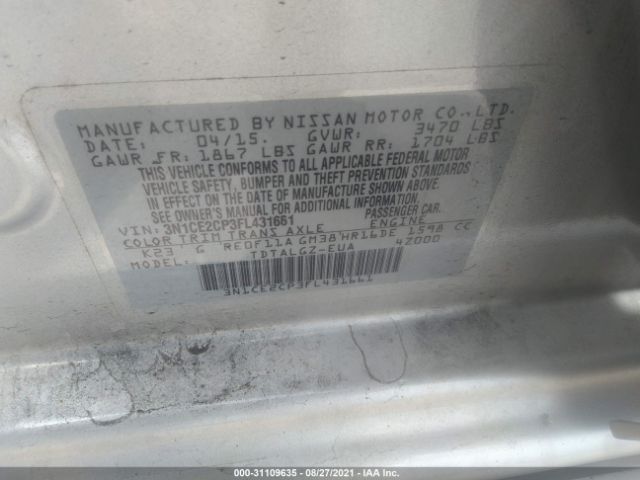 MANUFACTURED BY NISSAN MOTOR CO.,LTD.
DATE: 04/15. GVWR: 3470 LBS
GAWR FR: 1867 LBS GAWR RR: 1704 LBS
THIS VEHICLE CONFORMS TO ALL APPLICABLE FEDERAL MOTOR
VEHICLE SAFETY, BUMPER AND THEFT PREVENTION STANDARDS
IN EFFECT ON THE DATE OF MANUFACTURE SHOWN ABOVE.
SEE OWNER'S MANUAL FOR ADDITIONAL INFORMATION.
VIN: 3N1CE2CP3FL431661 PASSENGER CAR.
COLOR TRIM TRANS AXLE ENGINE
K23 G RE0F11A GM38 HR16DE 1598 CC
MODEL: TDTALGZ-EUA 4Z000
3N1CE2CP3FL431661
000-31109635 - 08/27/2021 - IAA Inc.